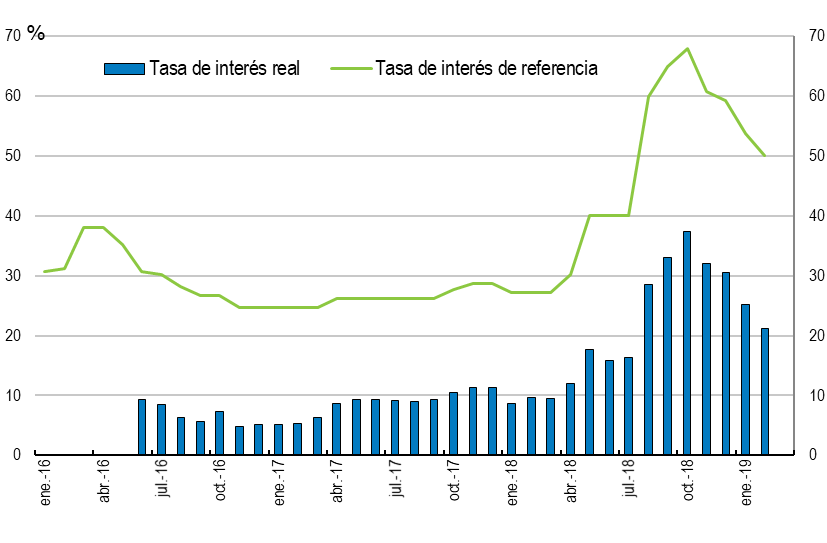 70 % 70
Tasa de interés real Tasa de interés de referencia
60 60
50 50
40 40
30 30
20 20
10 10
0 0
ene.-16 abr.-16 jul.-16 oct.-16 ene.-17 abr.-17 jul.-17 oct.-17 ene.-18 abr.-18 jul.-18 oct.-18 ene.-19